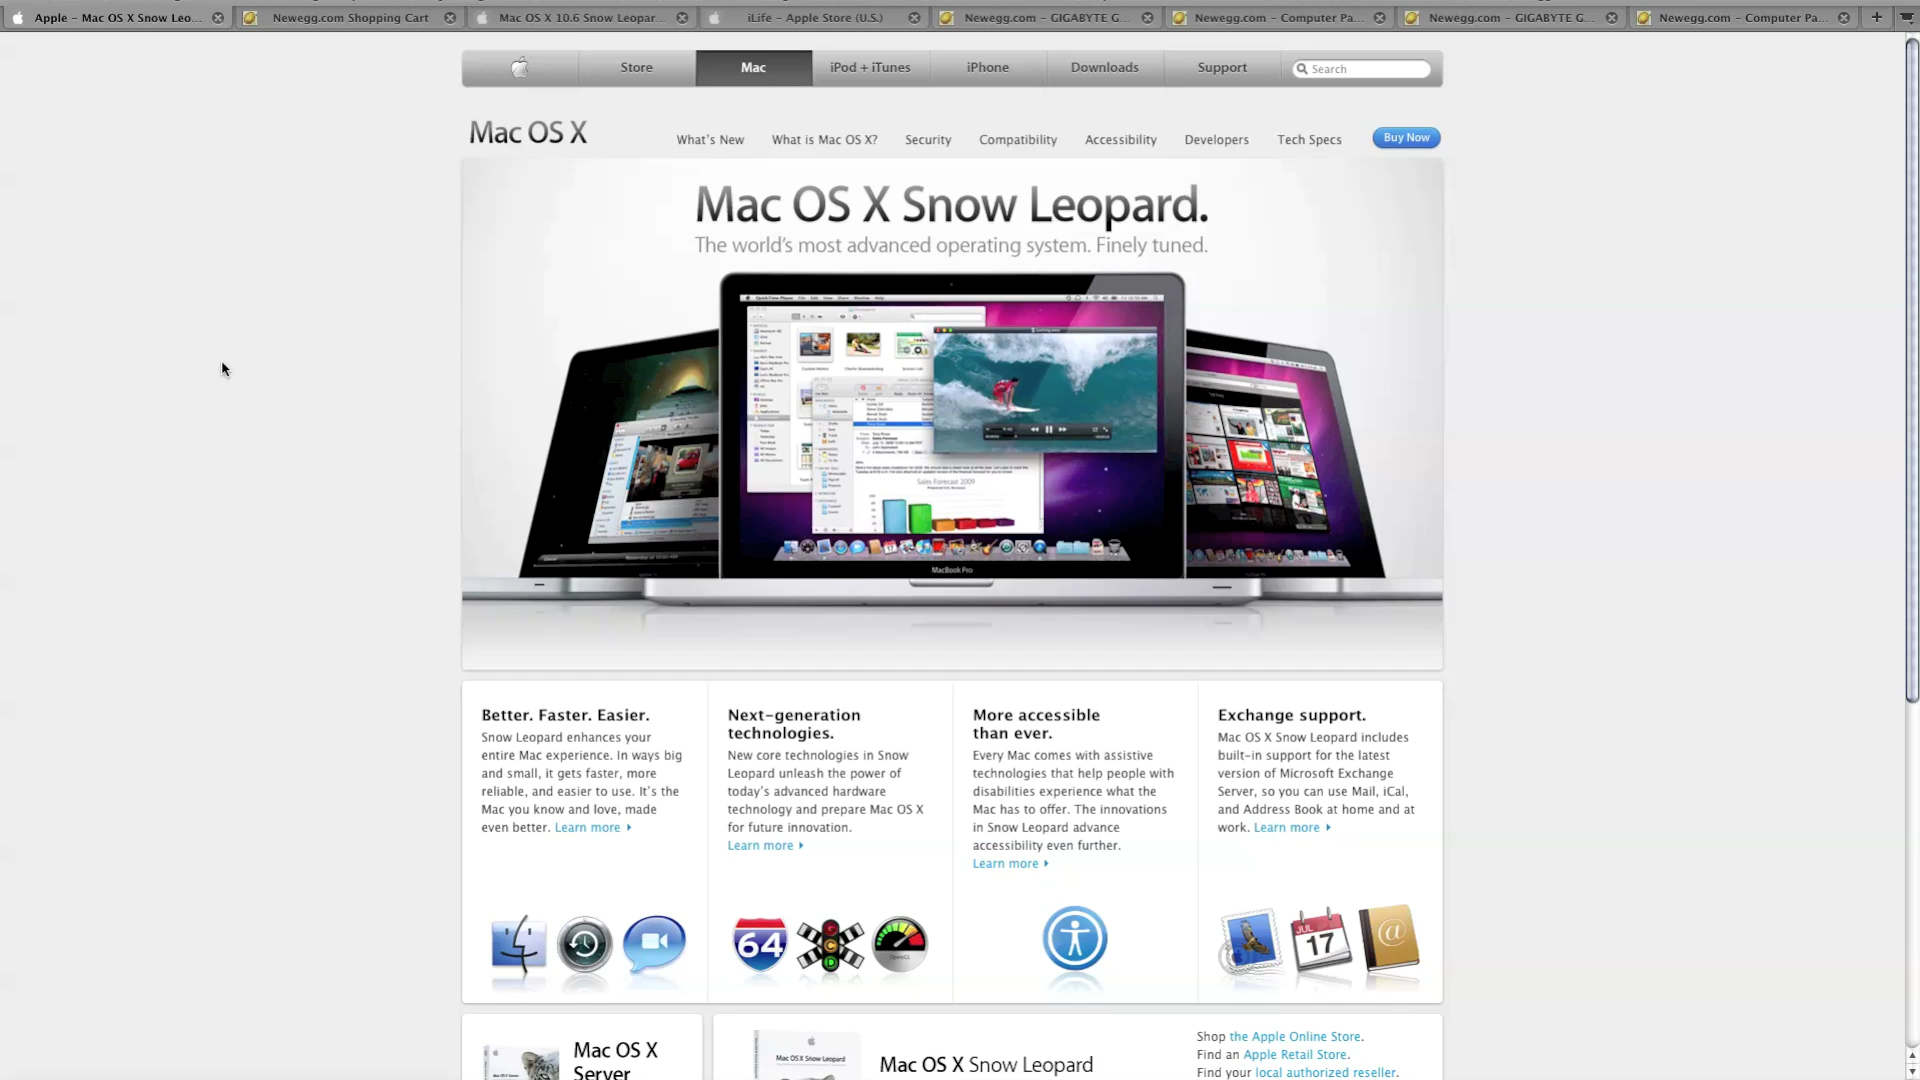 Apple - Mac OS X Snow Leo...
Newegg.com Shopping Cart
Mac OS X 10.6 Snow Leopar...
iLife - Apple Store (U.S.)
Newegg.com - GIGABYTE G...
Newegg.com - Computer Pa...
Newegg.com - GIGABYTE G...
Newegg.com - Computer Pa...
Store
Mac
iPod + iTunes
iPhone
Downloads
Support
Search
Mac OS X
What's New
What is Mac OS X?
Security
Compatibility
Accessibility
Developers
Tech Specs
Buy Now
Mac OS X Snow Leopard.
The world's most advanced operating system. Finely tuned.
Sales Forecast 2009
MacBook Pro
Better. Faster. Easier.
Snow Leopard enhances your
entire Mac experience. In ways big
and small, it gets faster, more
reliable, and easier to use. It's the
Mac you know and love, made
even better. Learn more
Next-generation
technologies.
New core technologies in Snow
Leopard unleash the power of
today's advanced hardware
technology and prepare Mac OS X
for future innovation.
Learn more
More accessible
than ever.
Every Mac comes with assistive
technologies that help people with
disabilities experience what the
Mac has to offer. The innovations
in Snow Leopard advance
accessibility even further.
Learn more
Exchange support.
Mac OS X Snow Leopard includes
built-in support for the latest
version of Microsoft Exchange
Server, so you can use Mail, iCal,
and Address Book at home and at
work. Learn more
64
G
C
D
OpenCL
JUL
17
@
Mac OS X
Server
Mac OS X Snow Leopard
Mac OS X Snow Leopard
Shop the Apple Online Store.
Find an Apple Retail Store.
Find your local authorized reseller.